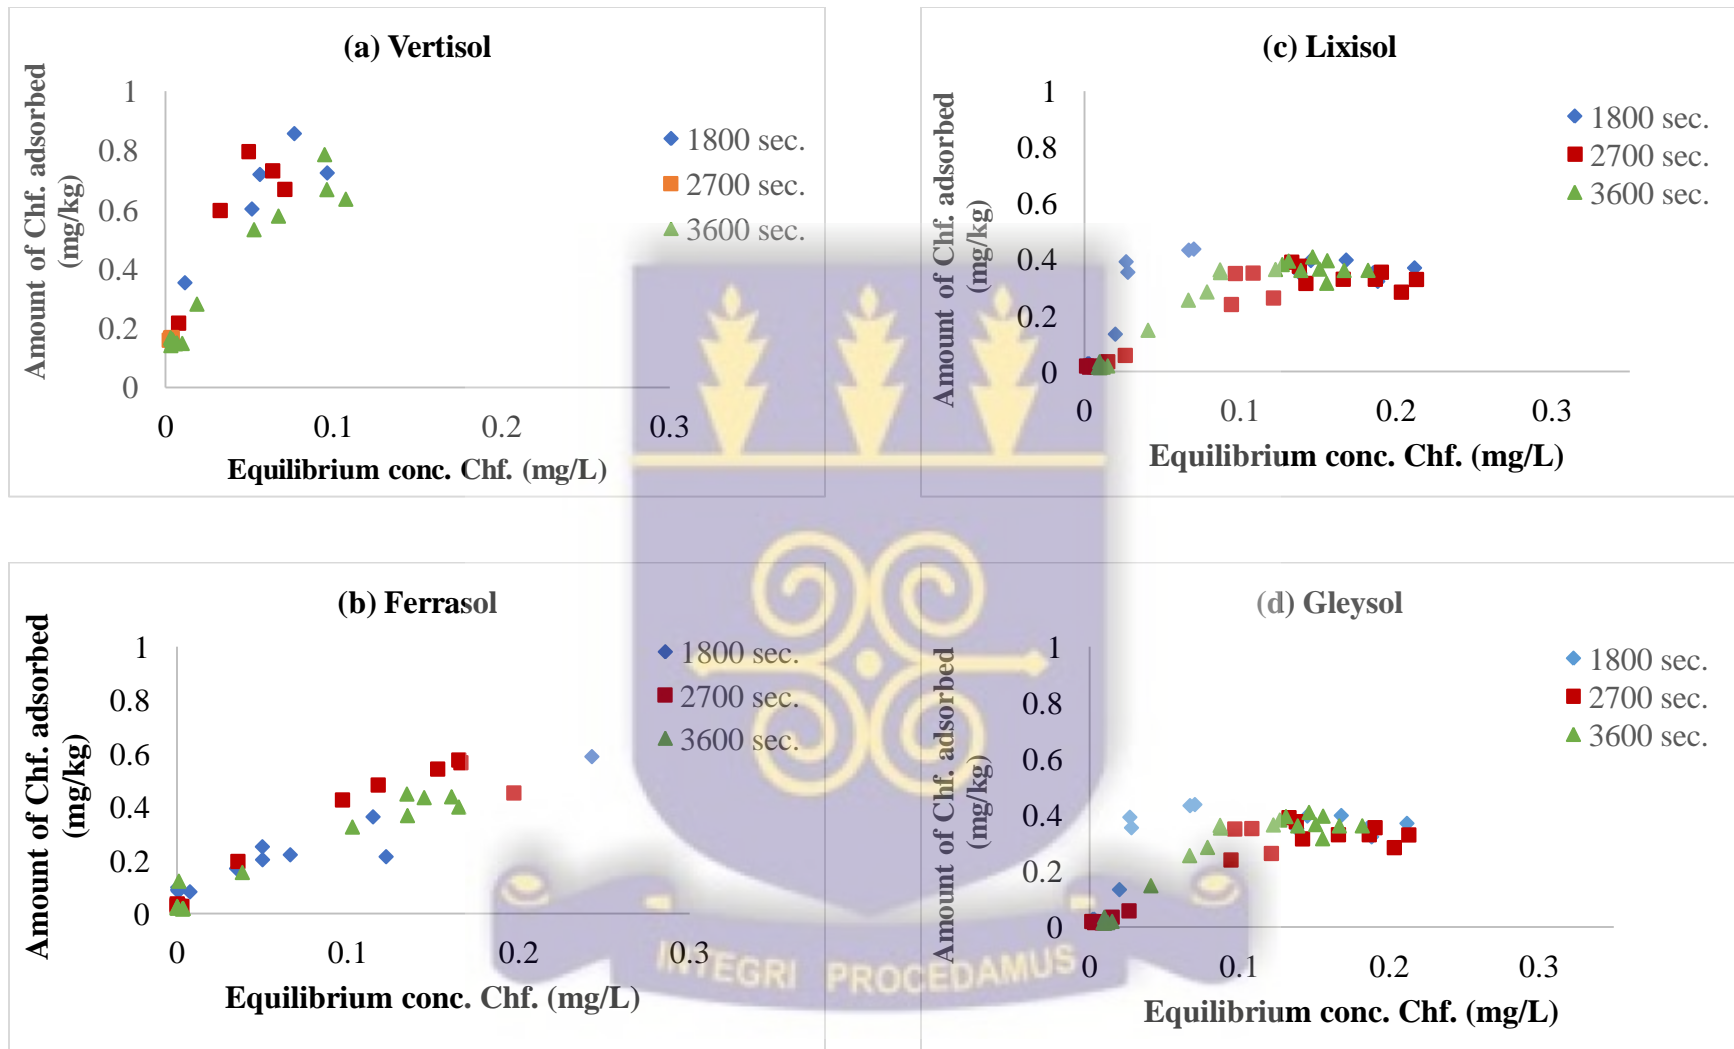 (a) Vertisol
Amount of Chf. adsorbed
(mg/kg)
1
0.8
0.6
0.4
0.2
0
0 0.1 0.2 0.3
Equilibrium conc. Chf. (mg/L)
1800 sec.
2700 sec.
3600 sec.
(c) Lixisol
Amount of Chf. adsorbed
(mg/kg)
1
0.8
0.6
0.4
0.2
0
0 0.1 0.2 0.3
Equilibrium conc. Chf. (mg/L)
1800 sec.
2700 sec.
3600 sec.
(b) Ferrasol
Amount of Chf. adsorbed
(mg/kg)
1
0.8
0.6
0.4
0.2
0
0 0.1 0.2 0.3
Equilibrium conc. Chf. (mg/L)
1800 sec.
2700 sec.
3600 sec.
(d) Gleysol
Amount of Chf. adsorbed
(mg/kg)
1
0.8
0.6
0.4
0.2
0
0 0.1 0.2 0.3
Equilibrium conc. Chf. (mg/L)
1800 sec.
2700 sec.
3600 sec.
INTEGRI PROCEDAMUS